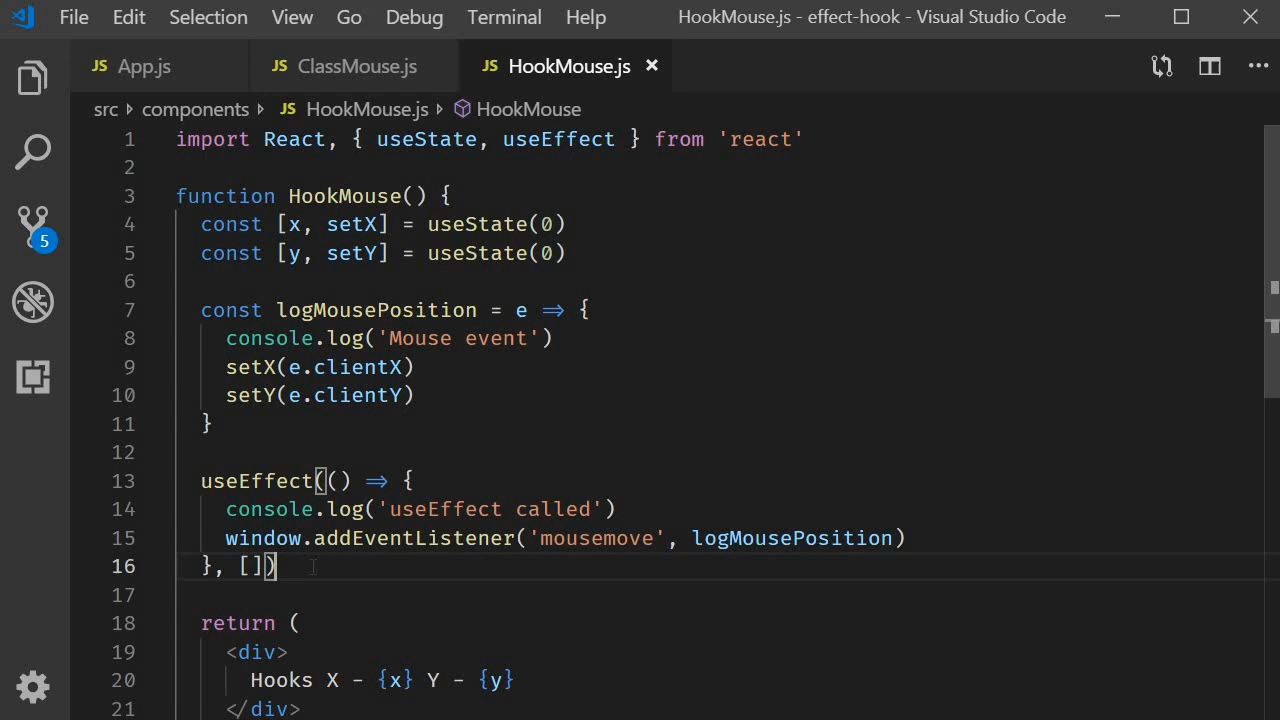 File Edit Selection View Go Debug Terminal Help HookMouse.js - effect-hook - Visual Studio Code
JS App.js JS ClassMouse.js JS HookMouse.js
src components JS HookMouse.js HookMouse
1 import React, { useState, useEffect } from 'react'
2
3 function HookMouse() {
4 const [x, setX] = useState(0)
5 const [y, setY] = useState(0)
6
7 const logMousePosition = e ⇒ {
8 console.log('Mouse event')
9 setX(e.clientX)
10 setY(e.clientY)
11 }
12
13 useEffect(() ⇒ {
14 console.log('useEffect called')
15 window.addEventListener('mousemove', logMousePosition)
16 }, [])
17
18 return (
19 <div>
20 Hooks X - {x} Y - {y}
21 </div>
5